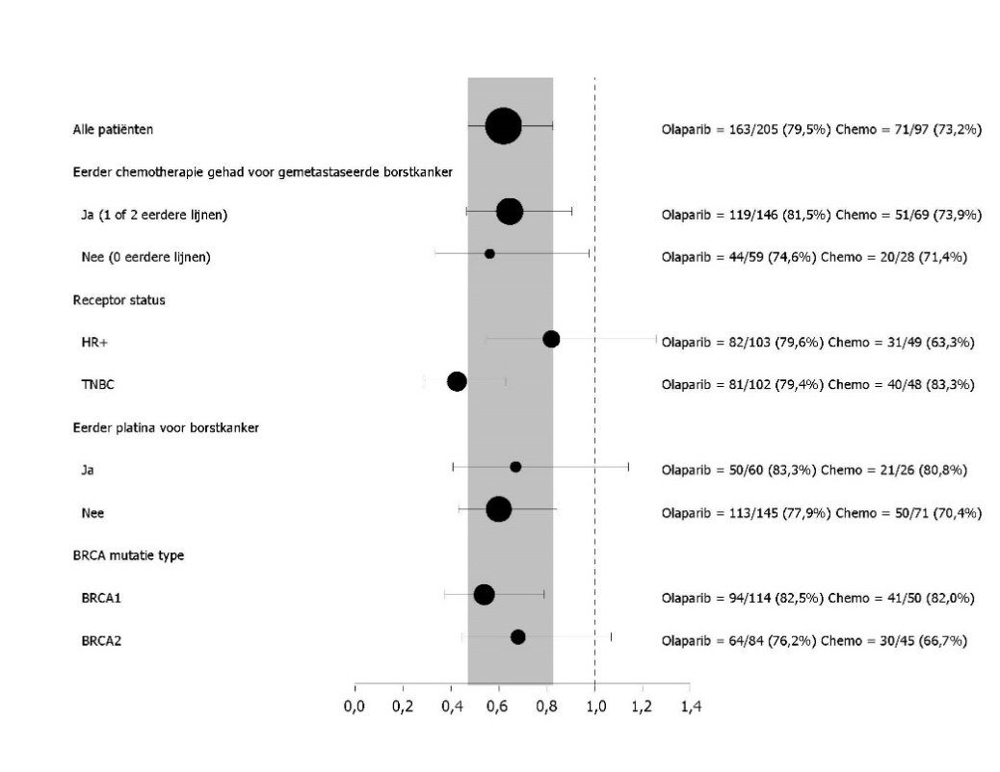 Alle patiënten Olaparib = 163/205 (79,5%) Chemo = 71/97 (73,2%)
Eerder chemotherapie gehad voor gemetastaseerde borstkanker
Ja (1 of 2 eerdere lijnen) Olaparib = 119/146 (81,5%) Chemo = 51/69 (73,9%)
Nee (0 eerdere lijnen) Olaparib = 44/59 (74,6%) Chemo = 20/28 (71,4%)
Receptor status
HR+ Olaparib = 82/103 (79,6%) Chemo = 31/49 (63,3%)
TNBC Olaparib = 81/102 (79,4%) Chemo = 40/48 (83,3%)
Eerder platina voor borstkanker
Ja Olaparib = 50/60 (83,3%) Chemo = 21/26 (80,8%)
Nee Olaparib = 113/145 (77,9%) Chemo = 50/71 (70,4%)
BRCA mutatie type
BRCA1 Olaparib = 94/114 (82,5%) Chemo = 41/50 (82,0%)
BRCA2 Olaparib = 64/84 (76,2%) Chemo = 30/45 (66,7%)
0,0 0,2 0,4 0,6 0,8 1,0 1,2 1,4